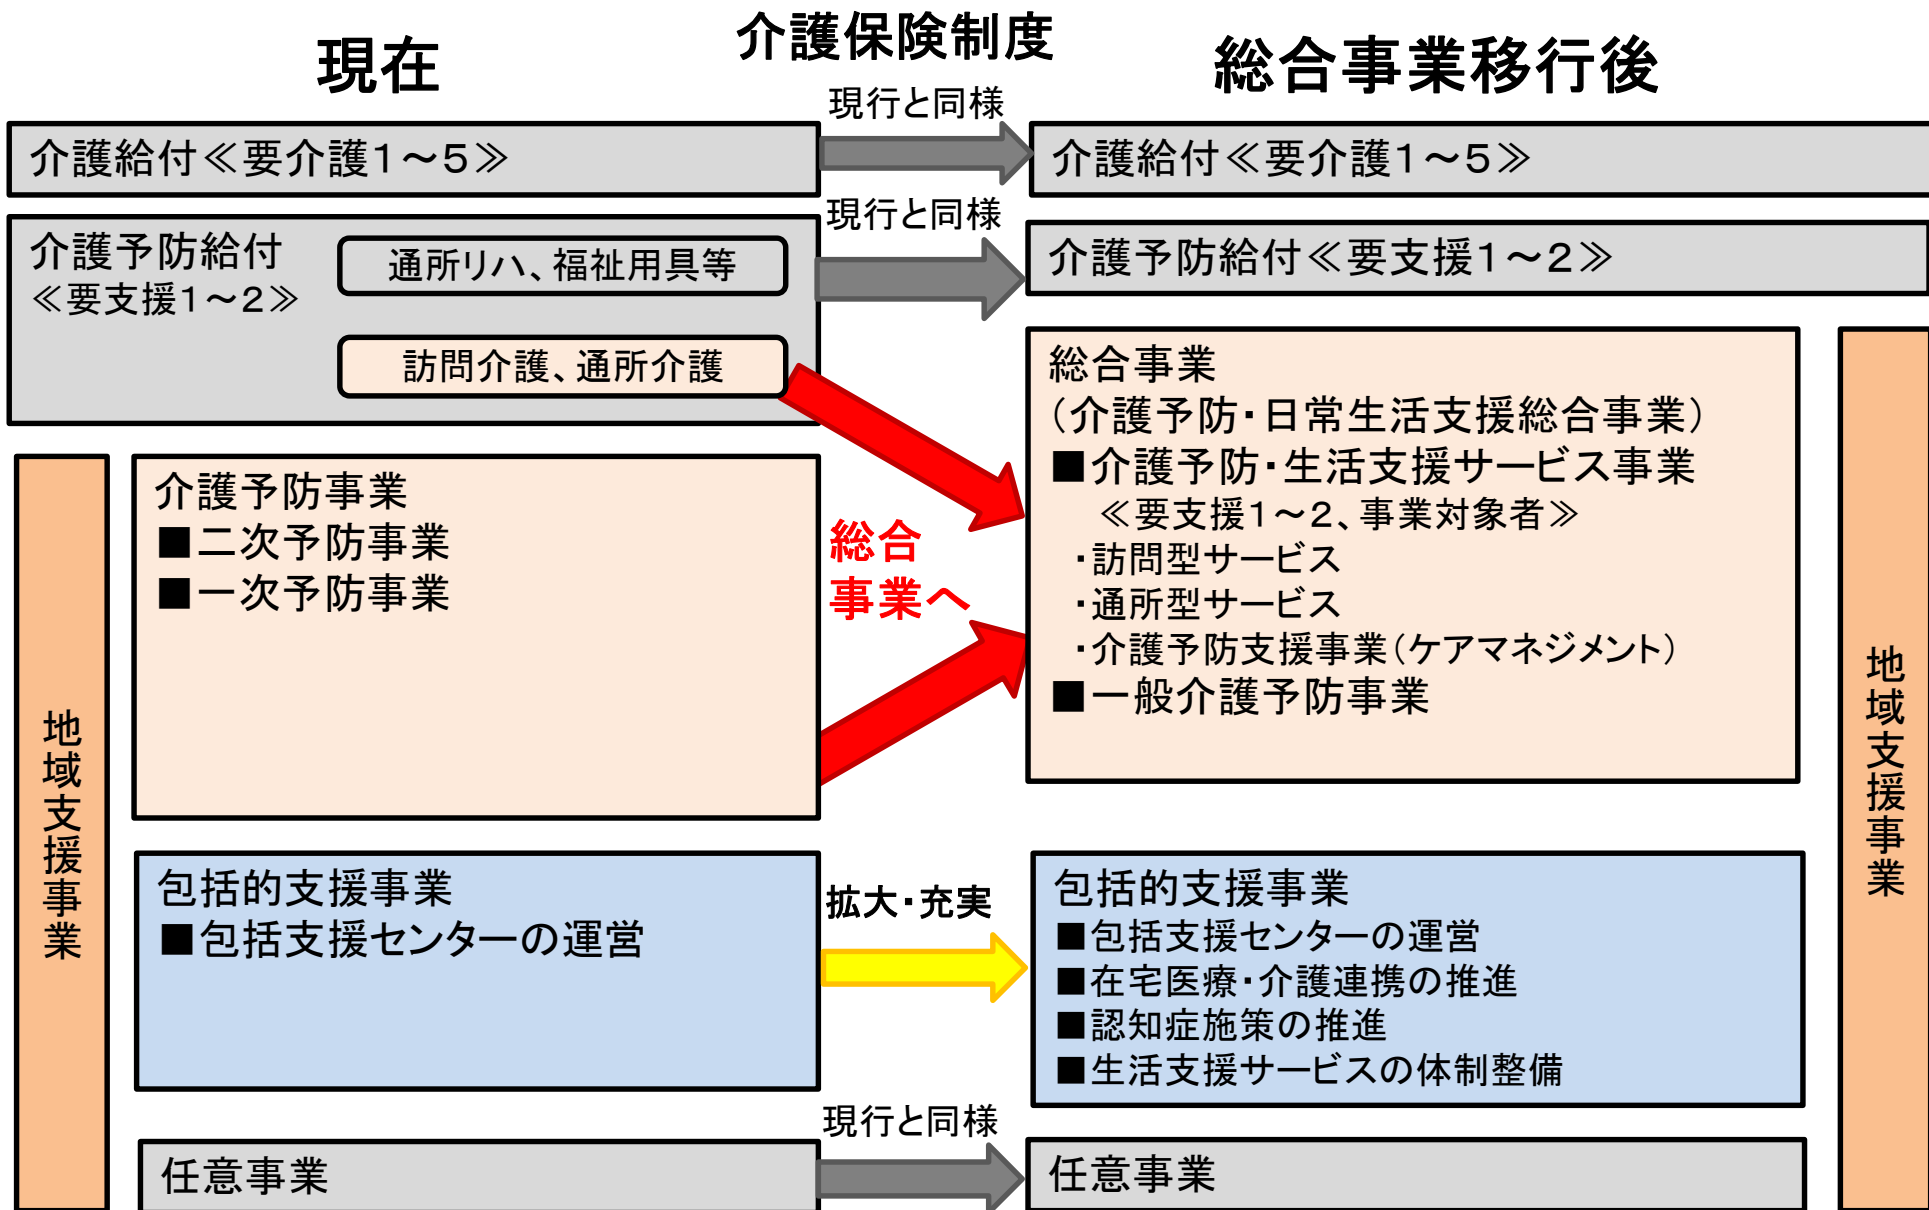 介護保険制度
現在
総合事業移行後
現行と同様
介護給付≪要介護1～5≫
介護給付≪要介護1～5≫
現行と同様
介護予防給付
≪要支援1～2≫
通所リハ、福祉用具等
訪問介護、通所介護
介護予防給付≪要支援1～2≫
地域支援事業
介護予防事業
■二次予防事業
■一次予防事業
総合
事業へ
総合事業
（介護予防・日常生活支援総合事業）
■介護予防・生活支援サービス事業
≪要支援1～2、事業対象者≫
・訪問型サービス
・通所型サービス
・介護予防支援事業（ケアマネジメント）
■一般介護予防事業
地域支援事業
包括的支援事業
■包括支援センターの運営
拡大・充実
包括的支援事業
■包括支援センターの運営
■在宅医療・介護連携の推進
■認知症施策の推進
■生活支援サービスの体制整備
現行と同様
任意事業
任意事業